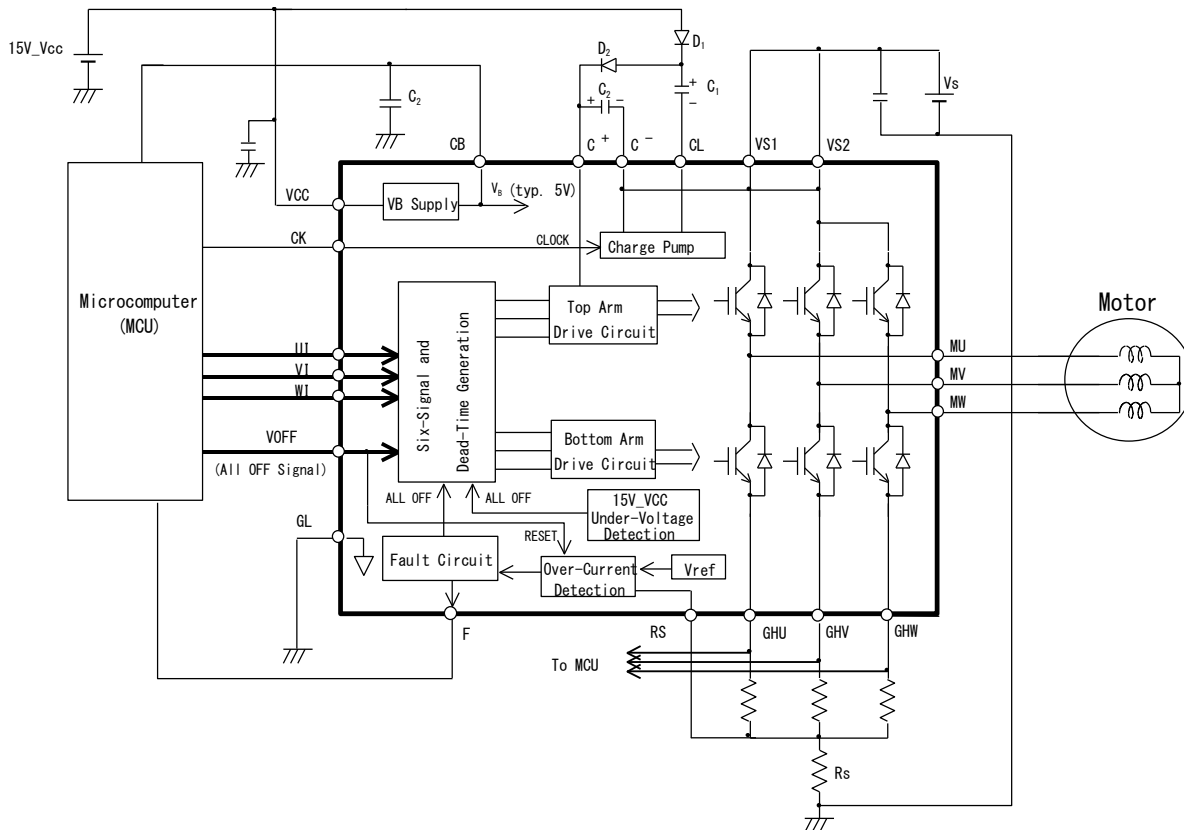 15V_Vcc
D₂
D₁
C₂
+
-
+
-
C₁
C₂
Vs
CB
C⁺
C⁻
CL
VS1
VS2
VCC
VB Supply
V_B (typ. 5V)
CK
CLOCK
Charge Pump
Microcomputer
(MCU)
Six-Signal and
Dead-Time Generation
Top Arm
Drive Circuit
Motor
UI
VI
WI
MU
MV
MW
VOFF
(All OFF Signal)
Bottom Arm
Drive Circuit
ALL OFF
ALL OFF
15V_VCC
Under-Voltage
Detection
GL
RESET
Fault Circuit
Over-Current
Detection
Vref
F
RS
GHU
GHV
GHW
To MCU
Rs